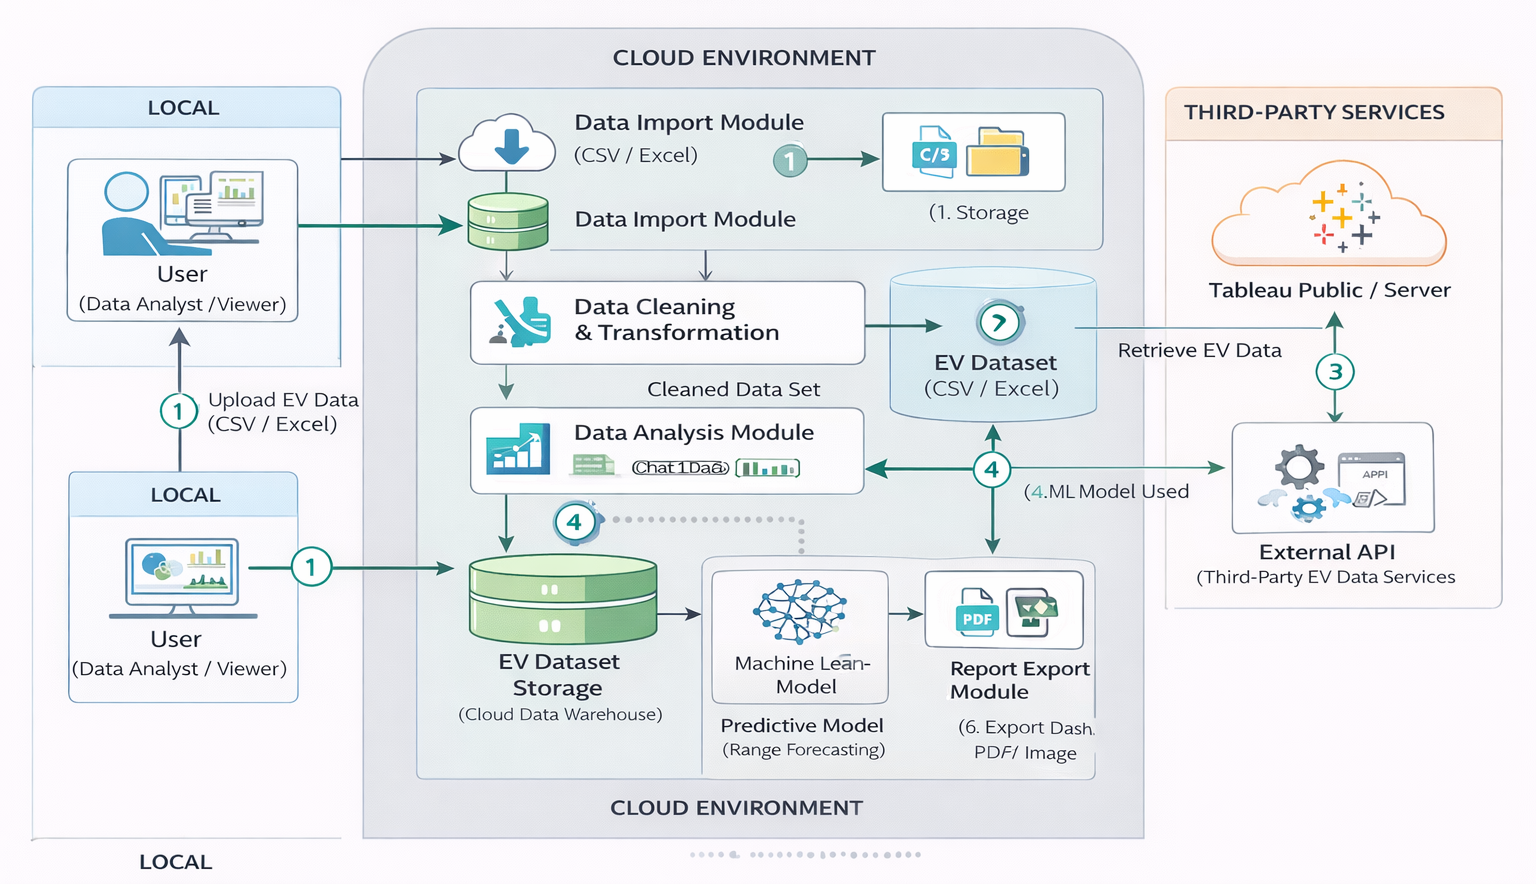 CLOUD ENVIRONMENT
LOCAL
User
(Data Analyst /Viewer)
1
Upload EV Data
(CSV / Excel)
LOCAL
User
(Data Analyst / Viewer)
1
LOCAL
Data Import Module
(CSV / Excel)
1
(1. Storage
Data Import Module
Data Cleaning
& Transformation
EV Dataset
(CSV / Excel)
Cleaned Data Set
Data Analysis Module
4
4
(4.ML Model Used
EV Dataset
Storage
(Cloud Data Warehouse)
Machine Lean-
Model
Predictive Model
(Range Forecasting)
PDF
Report Export
Module
(6. Export Dash.
PDF/ Image
CLOUD ENVIRONMENT
THIRD-PARTY SERVICES
Tableau Public / Server
Retrieve EV Data
3
APPI
External API
(Third-Party EV Data Services